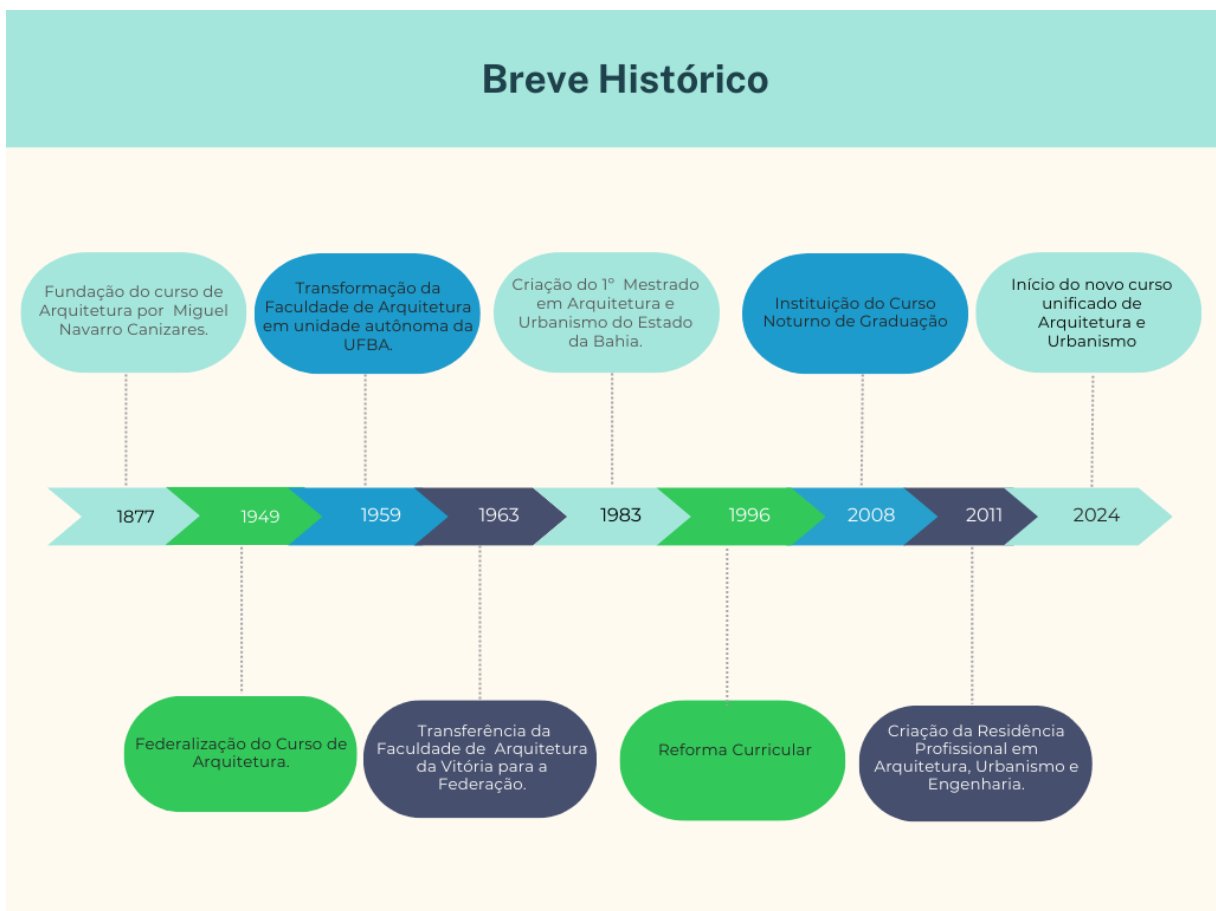 Breve Histórico
Fundação do curso de
Arquitetura por Miguel
Navarro Canizares.
Transformação da
Faculdade de Arquitetura
em unidade autônoma da
UFBA.
Criação do 1º Mestrado
em Arquitetura e
Urbanismo do Estado
da Bahia.
Instituição do Curso
Noturno de Graduação
Início do novo curso
unificado de
Arquitetura e
Urbanismo
1877
1949
1959
1963
1983
1996
2008
2011
2024
Federalização do Curso de
Arquitetura.
Transferência da
Faculdade de Arquitetura
da Vitória para a
Federação.
Reforma Curricular
Criação da Residência
Profissional em
Arquitetura, Urbanismo e
Engenharia.